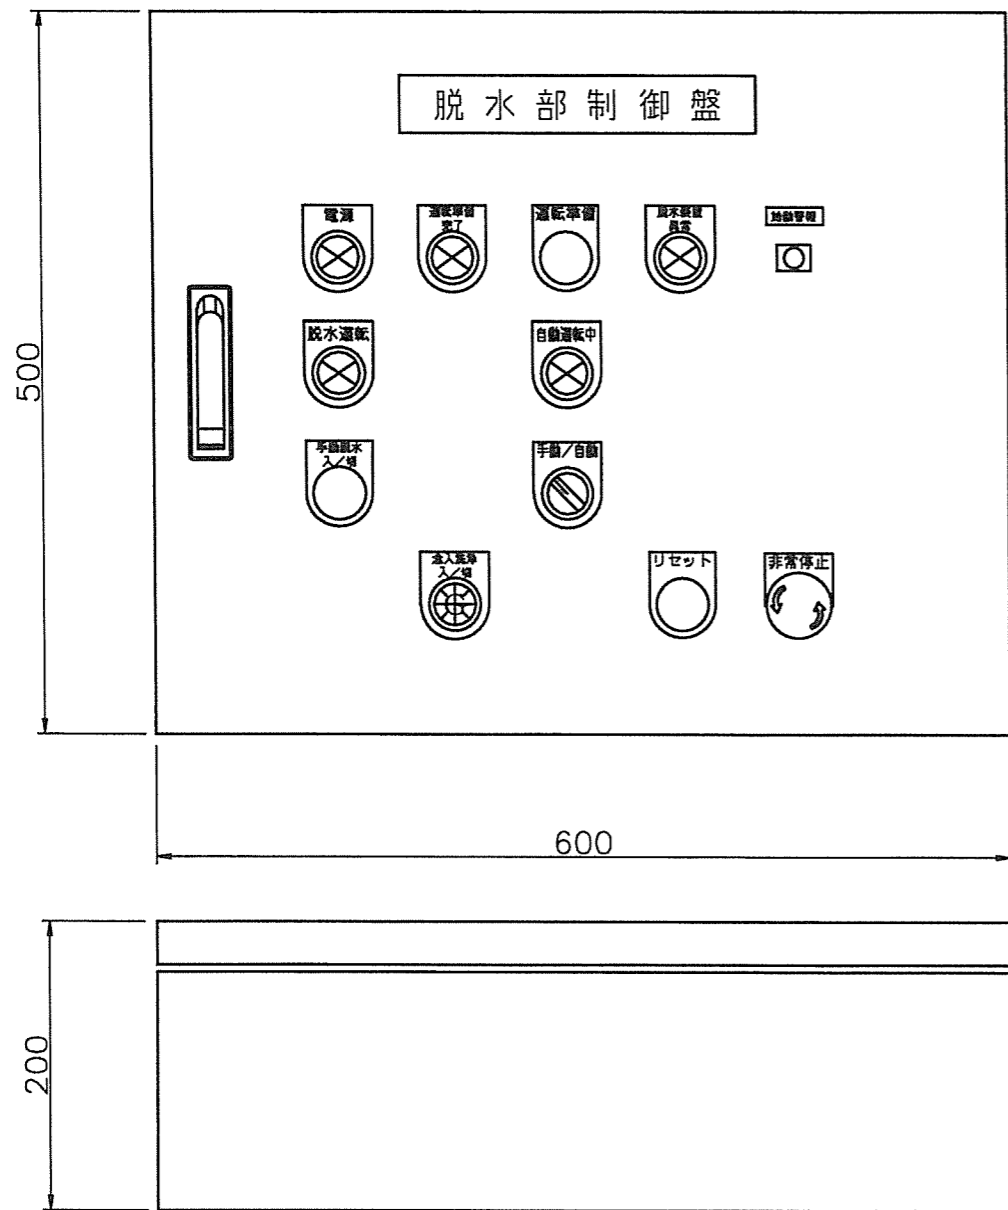 脱水部制御盤
電源
運転準備
完了
運転準備
脱水装置
異常
始動警報
500
脱水運転
自動運転中
手動脱水
入/切
手動/自動
入/切
リセット
非常停止
600
200